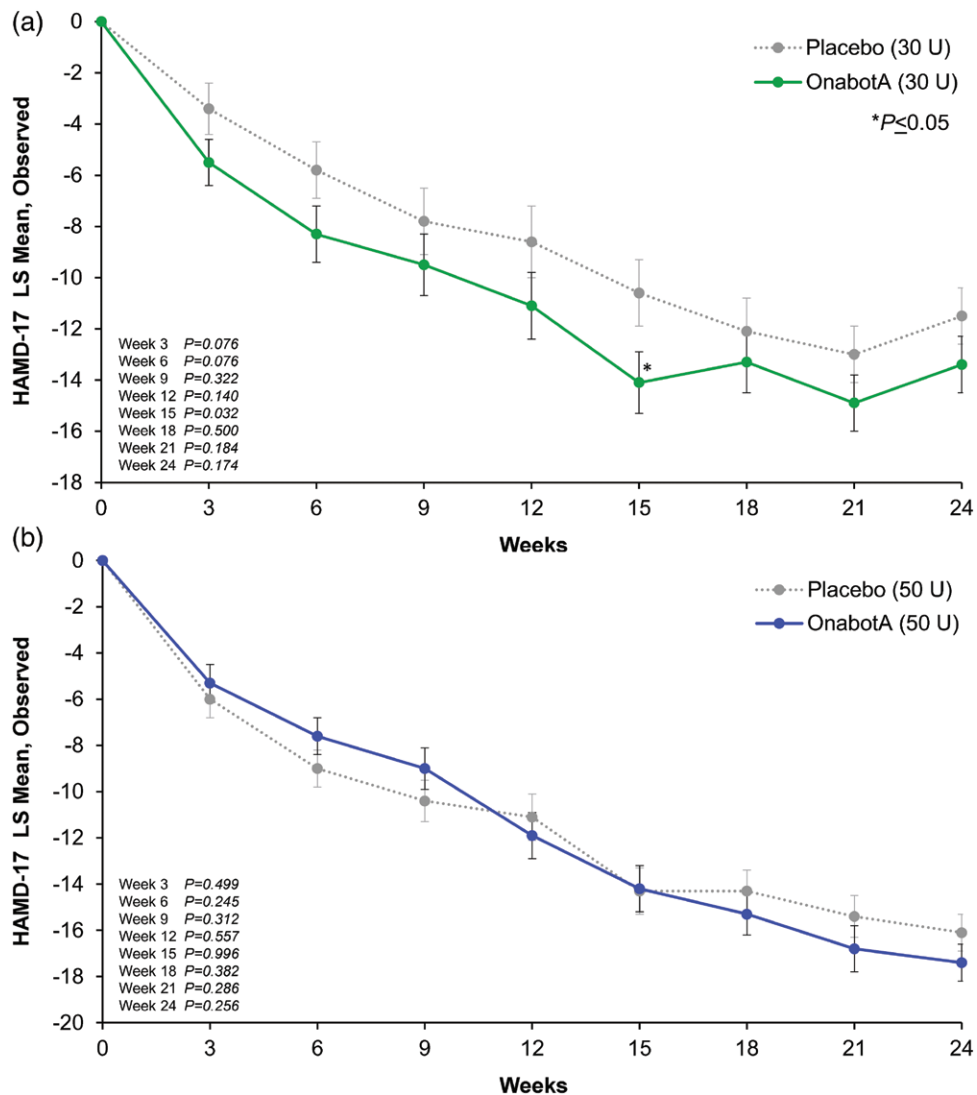 (a)
HAMD-17 LS Mean, Observed
0
-2
-4
-6
-8
-10
-12
-14
-16
-18
Placebo (30 U)
OnabotA (30 U)
*P≤0.05
*
Week 3 P=0.076
Week 6 P=0.076
Week 9 P=0.322
Week 12 P=0.140
Week 15 P=0.032
Week 18 P=0.500
Week 21 P=0.184
Week 24 P=0.174
0 3 6 9 12 15 18 21 24
Weeks
(b)
HAMD-17 LS Mean, Observed
0
-2
-4
-6
-8
-10
-12
-14
-16
-18
-20
Placebo (50 U)
OnabotA (50 U)
Week 3 P=0.499
Week 6 P=0.245
Week 9 P=0.312
Week 12 P=0.557
Week 15 P=0.996
Week 18 P=0.382
Week 21 P=0.286
Week 24 P=0.256
0 3 6 9 12 15 18 21 24
Weeks